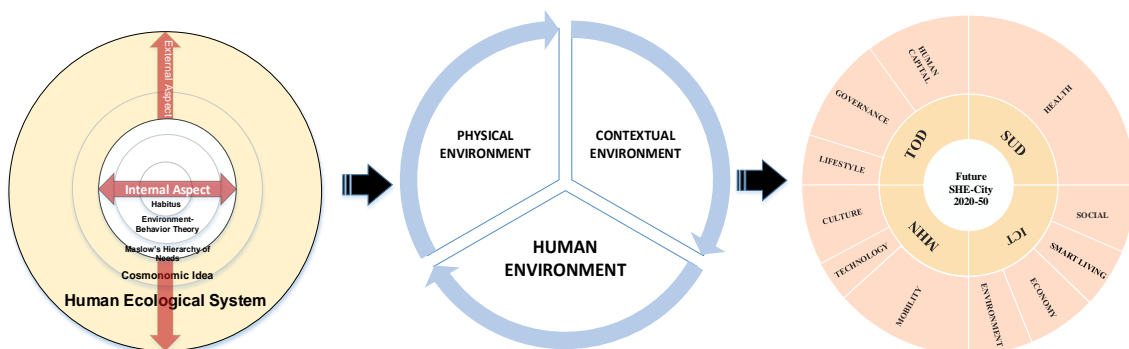 External Aspect
Internal Aspect
Habitus
Environment-
Behavior Theory
Maslow's Hierarchy of
Needs
Cosmonomic Idea
Human Ecological System
PHYSICAL
ENVIRONMENT
CONTEXTUAL
ENVIRONMENT
HUMAN
ENVIRONMENT
HUMAN
CAPITAL
HEALTH
GOVERNANCE
LIFESTYLE
CULTURE
TECHNOLOGY
MOBILITY
ENVIRONMENT
ECONOMY
SMART LIVING
SOCIAL
TOD
SUD
MHN
ICT
Future
SHE-City
2020-50